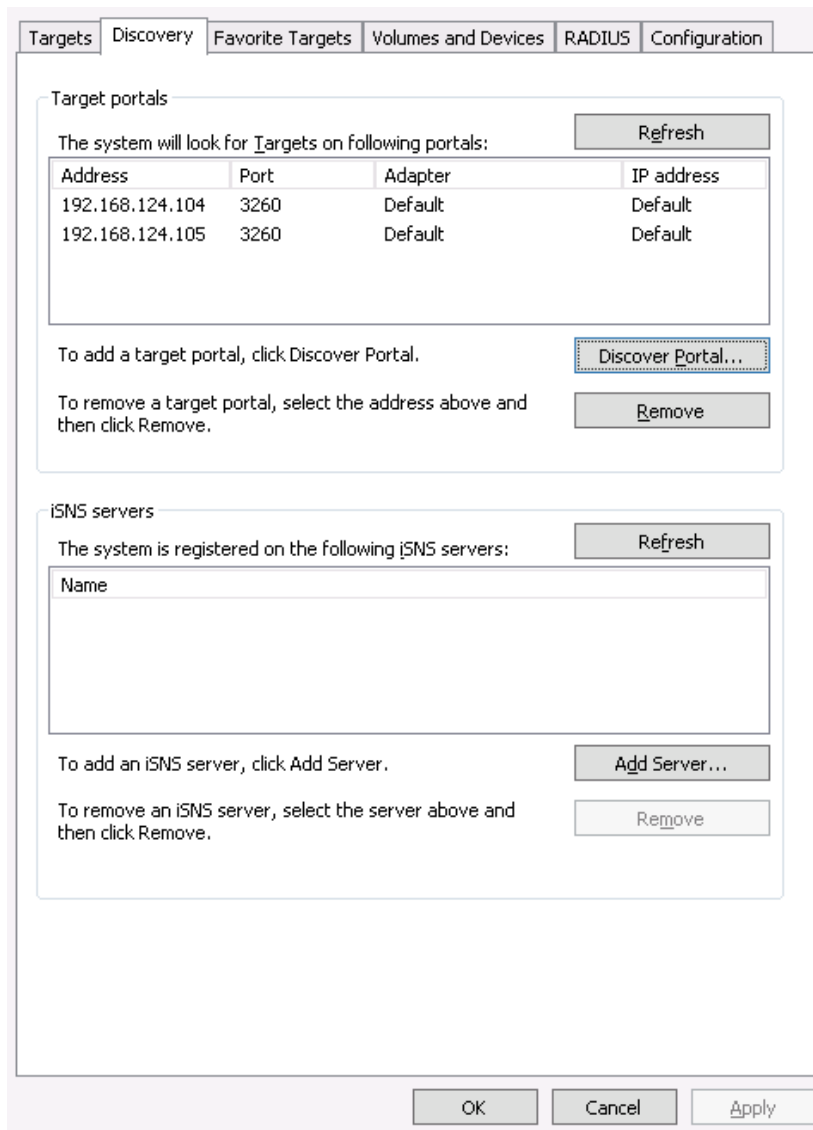 Targets Discovery Favorite Targets Volumes and Devices RADIUS Configuration
Target portals
The system will look for Targets on following portals:
Refresh
Address Port Adapter IP address
192.168.124.104 3260 Default Default
192.168.124.105 3260 Default Default
To add a target portal, click Discover Portal.
Discover Portal...
To remove a target portal, select the address above and
then click Remove.
Remove
iSNS servers
The system is registered on the following iSNS servers:
Refresh
Name
To add an iSNS server, click Add Server.
Add Server...
To remove an iSNS server, select the server above and
then click Remove.
Remove
OK Cancel Apply